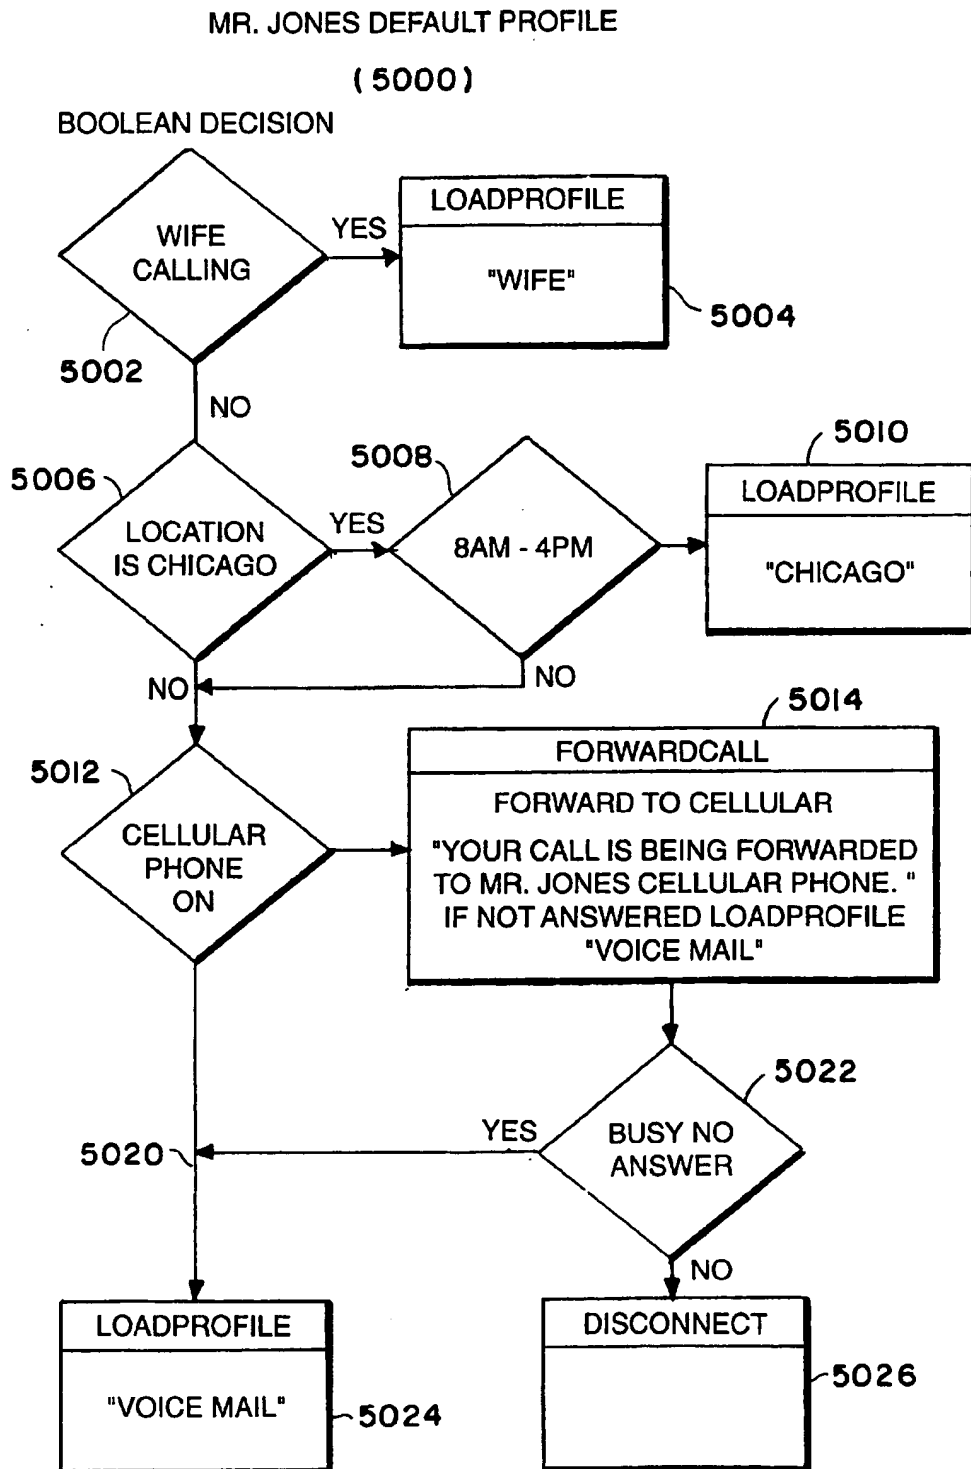 MR. JONES DEFAULT PROFILE
(5000)
BOOLEAN DECISION
WIFE
CALLING
YES
LOADPROFILE
"WIFE"
5004
5002
NO
5006
LOCATION
IS CHICAGO
YES
5008
8AM - 4PM
5010
LOADPROFILE
"CHICAGO"
NO
NO
5012
CELLULAR
PHONE
ON
5014
FORWARDCALL
FORWARD TO CELLULAR
"YOUR CALL IS BEING FORWARDED
TO MR. JONES CELLULAR PHONE. "
IF NOT ANSWERED LOADPROFILE
"VOICE MAIL"
5022
BUSY NO
ANSWER
YES
5020
NO
LOADPROFILE
"VOICE MAIL"
5024
DISCONNECT
5026